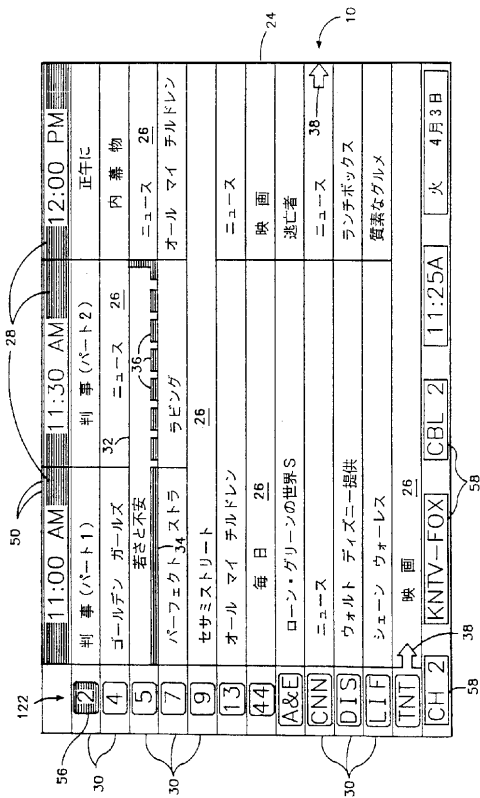 50 28
11:00 AM 11:30 AM 12:00 PM
122
56 2 判 事 (パート1) 判 事 (パート2) 正午に
30 4 ゴールデン ガールズ 32 ニュース 26 内 幕 物
5 若さと不安 36 ニュース 26
7 パーフェクト ストラ 34 ラビング オール マイ チルドレン
30 9 セサミストリート 26
13 オール マイ チルドレン ニュース
44 毎 日 26 映 画
A&E ローン・グリーンの世界S 逃亡者
CNN ニュース ニュース 38
30 DIS ウォルト ディズニー提供 ランチボックス
LIF シェーン ウォーレス 質素なグルメ
TNT 映 画 26
38
CH 2 KNTV-FOX CBL 2 11:25A 火 4月3日
58 58
24
10